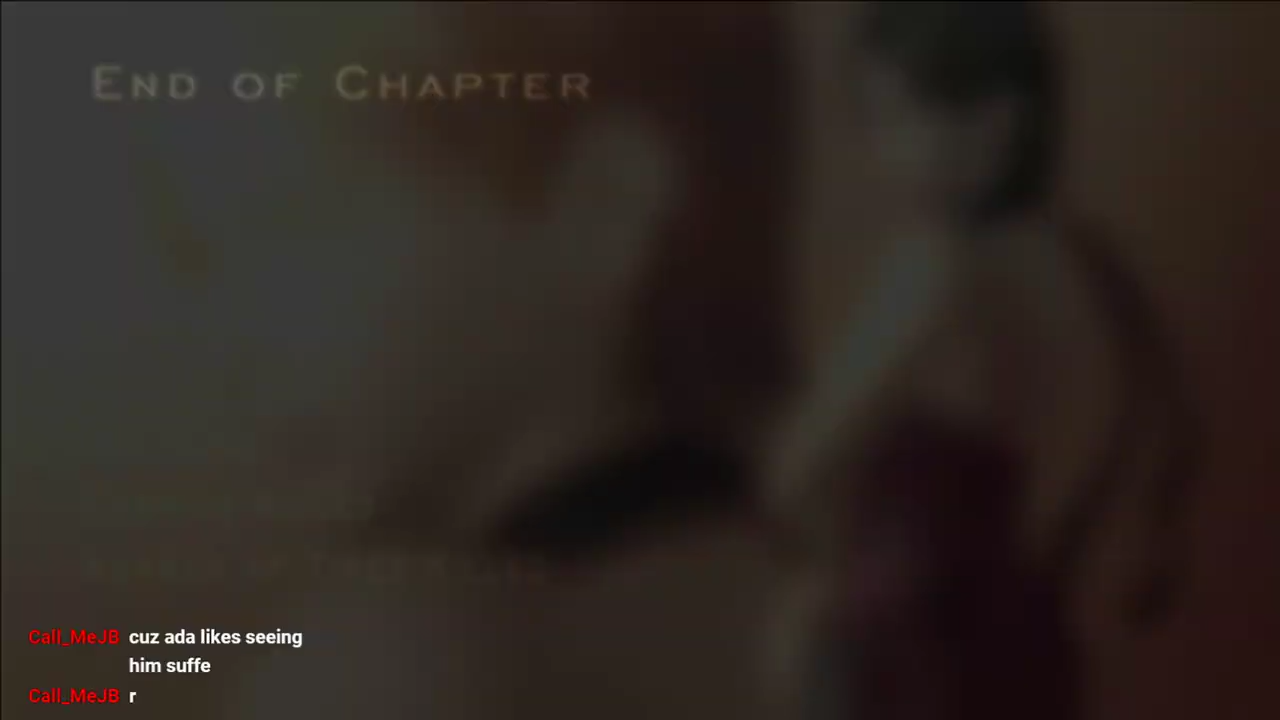 End of Chapter
Call_MeJB cuz ada likes seeing
him suffe
Call_MeJB r